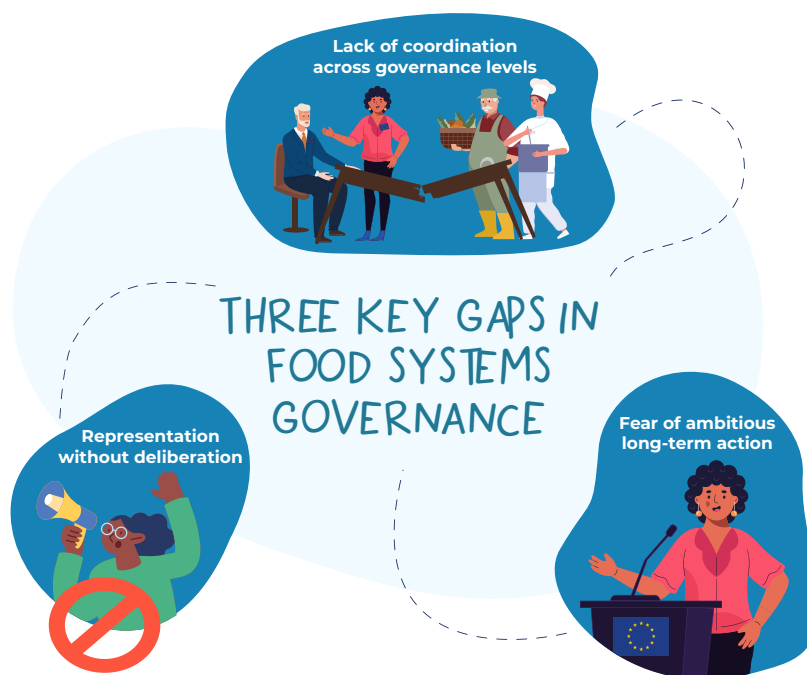 Lack of coordination
across governance levels
THREE KEY GAPS IN
FOOD SYSTEMS
GOVERNANCE
Representation
without deliberation
Fear of ambitious
long-term action